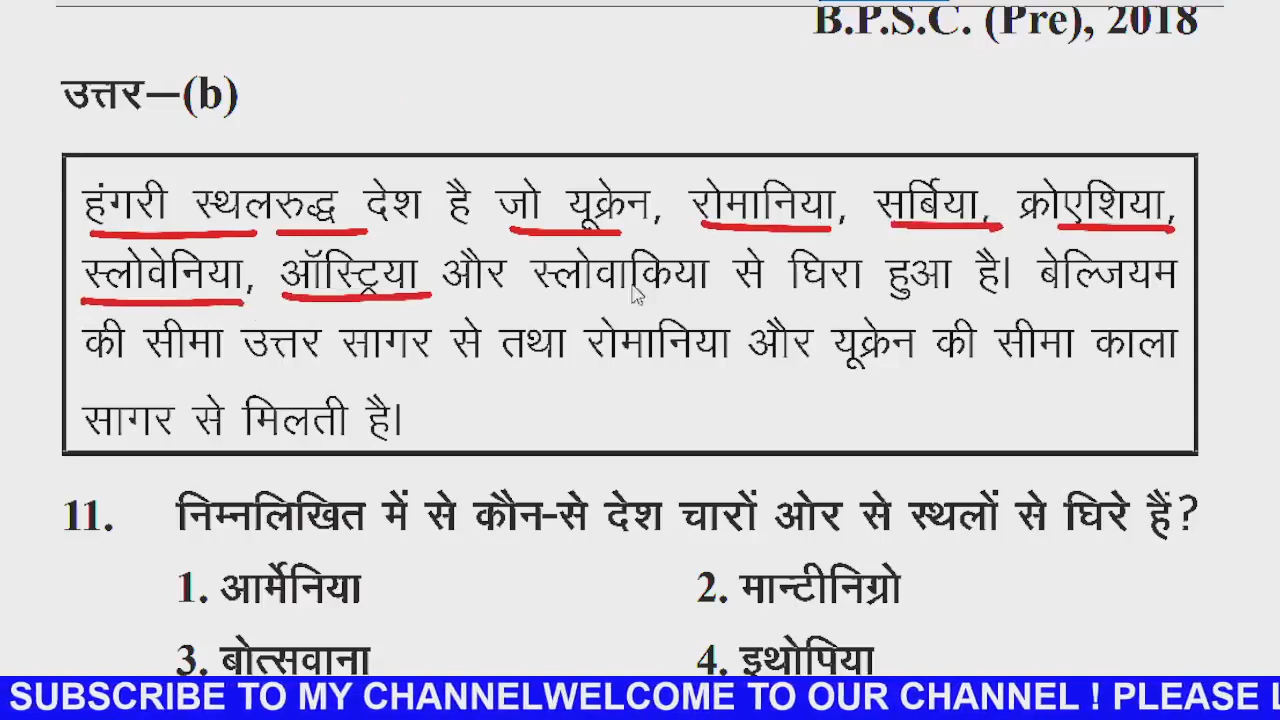 B.P.S.C. (Pre), 2018
उत्तर—(b)
हंगरी स्थलरुद्ध देश है जो यूक्रेन, रोमानिया, सर्बिया, क्रोएशिया,
स्लोवेनिया, ऑस्ट्रिया और स्लोवाकिया से घिरा हुआ है। बेल्जियम
की सीमा उत्तर सागर से तथा रोमानिया और यूक्रेन की सीमा काला
सागर से मिलती है।
11. निम्नलिखित में से कौन-से देश चारों ओर से स्थलों से घिरे हैं?
1. आर्मेनिया 2. मान्टीनिग्रो
3. बोत्सवाना 4. इथोपिया
SUBSCRIBE TO MY CHANNELWELCOME TO OUR CHANNEL ! PLEASE